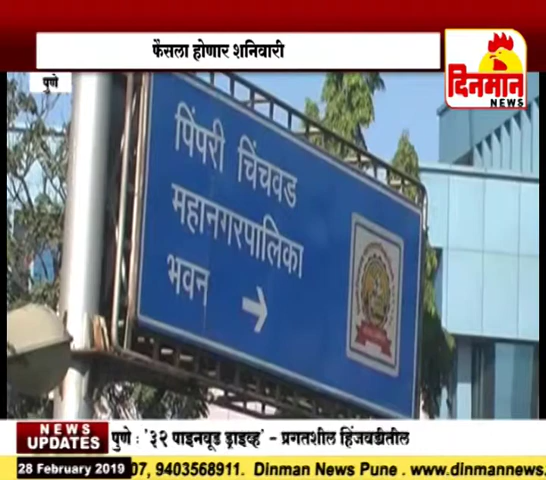 फैसला होणार शनिवारी
दिनमान
NEWS
पुणे
पिंपरी चिंचवड
महानगरपालिका
भवन →
NEWS
UPDATES
पुणे : '३२ पाइनवूड ड्राइव्ह' - प्रगतशील हिंजवडीतील
28 February 2019
07, 9403568911. Dinman News Pune . www.dinmannews.